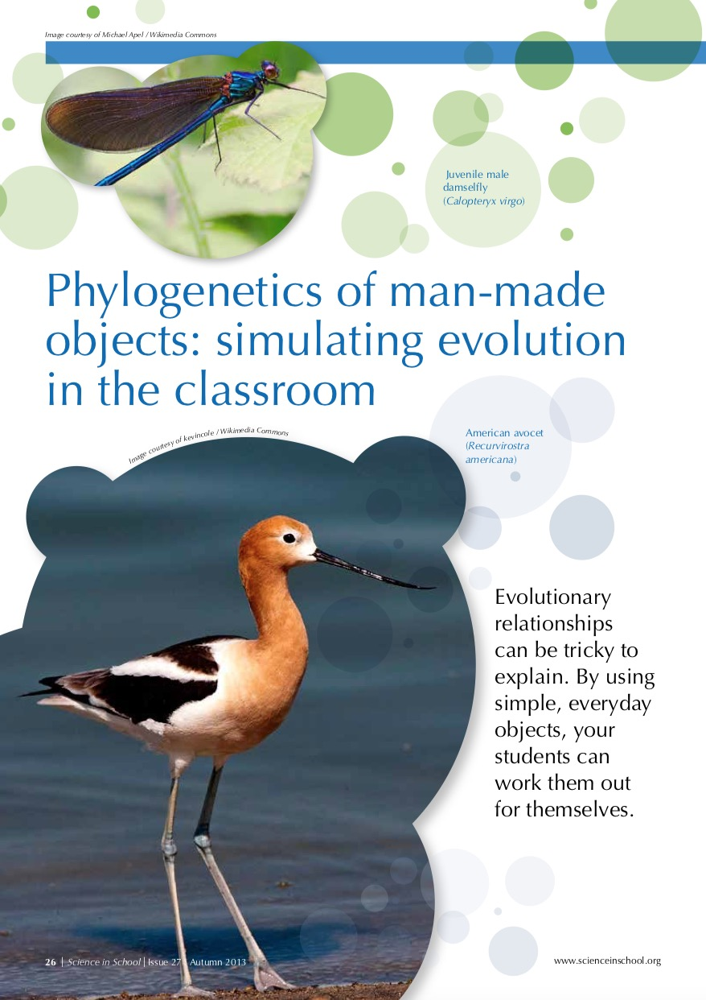 Image courtesy of Michael Apel / Wikimedia Commons
Juvenile male
damselfly
(Calopteryx virgo)
Phylogenetics of man-made
objects: simulating evolution
in the classroom
Image courtesy of kevincole / Wikimedia Commons
American avocet
(Recurvirostra
americana)
Evolutionary
relationships
can be tricky to
explain. By using
simple, everyday
objects, your
students can
work them out
for themselves.
26 | Science in School | Issue 27 | Autumn 2013
www.scienceinschool.org